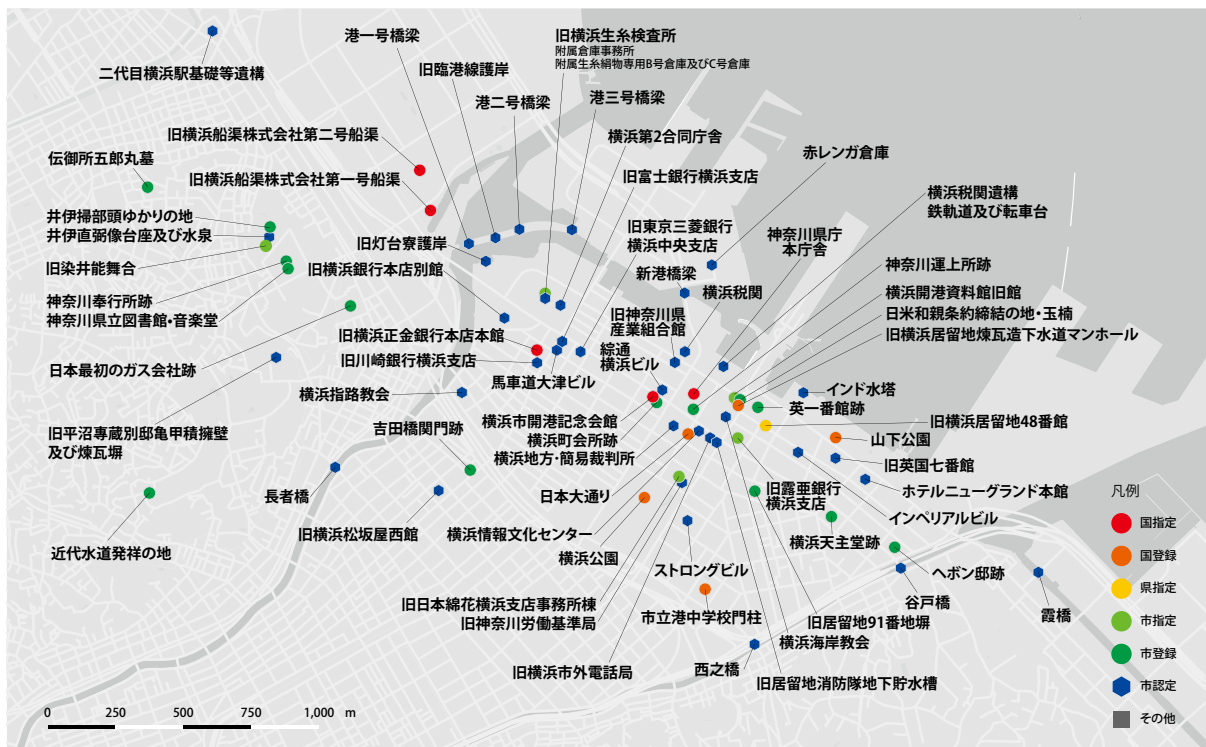 二代目横浜駅基礎等遺構
港一号橋梁
旧臨港線護岸
港二号橋梁
旧横浜生糸検査所
附属倉庫事務所
附属生糸絹物専用B号倉庫及びC号倉庫
港三号橋梁
横浜第2合同庁舎
旧富士銀行横浜支店
赤レンガ倉庫
旧横浜船渠株式会社第二号船渠
伝御所五郎丸墓
旧横浜船渠株式会社第一号船渠
井伊掃部頭ゆかりの地
井伊直弼像台座及び水泉
旧染井能舞台
神奈川奉行所跡
神奈川県立図書館・音楽堂
日本最初のガス会社跡
旧平沼専蔵別邸亀甲積擁壁
及び煉瓦塀
近代水道発祥の地
旧灯台寮護岸
旧横浜銀行本店別館
旧横浜正金銀行本店本館
旧川崎銀行横浜支店
横浜指路教会
吉田橋関門跡
長者橋
旧横浜松坂屋西館
馬車道大津ビル
旧東京三菱銀行
横浜中央支店
新港橋梁
横浜税関
旧神奈川県
産業組合館
綜通
横浜ビル
神奈川県庁
本庁舎
横浜税関遺構
鉄軌道及び転車台
神奈川運上所跡
横浜開港資料館旧館
日米和親条約締結の地・玉楠
旧横浜居留地煉瓦造下水道マンホール
横浜市開港記念会館
横浜町会所跡
横浜地方・簡易裁判所
日本大通り
横浜情報文化センター
横浜公園
旧日本綿花横浜支店事務所棟
旧神奈川労働基準局
旧横浜市外電話局
インド水塔
英一番館跡
旧横浜居留地48番館
山下公園
旧英国七番館
ホテルニューグランド本館
インペリアルビル
旧露亜銀行
横浜支店
横浜天主堂跡
ヘボン邸跡
谷戸橋
霞橋
ストロングビル
市立港中学校門柱
西之橋
旧居留地91番地塀
横浜海岸教会
旧居留地消防隊地下貯水槽
凡例
国指定
国登録
県指定
市指定
市登録
市認定
その他
0 250 500 750 1,000 m